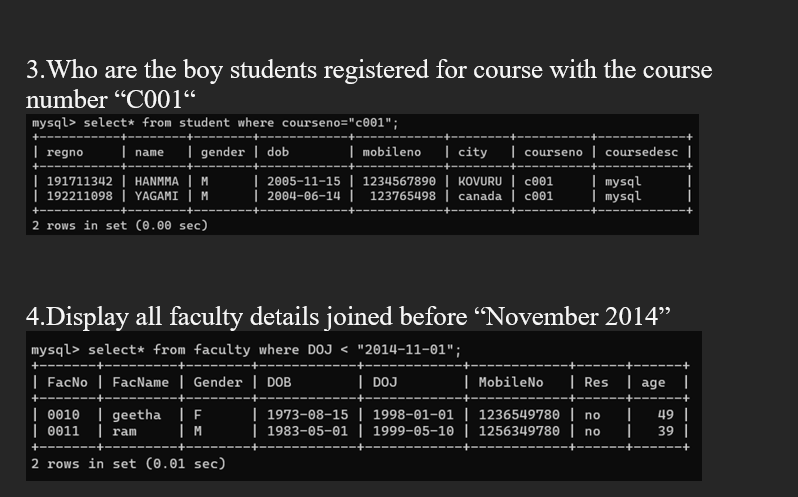 3.Who are the boy students registered for course with the course
number “C001“
mysql> select* from student where courseno="c001";
+-----------+--------+--------+------------+------------+--------+----------+------------+
| regno | name | gender | dob | mobileno | city | courseno | coursedesc |
+-----------+--------+--------+------------+------------+--------+----------+------------+
| 191711342 | HANMMA | M | 2005-11-15 | 1234567890 | KOVURU | c001 | mysql |
| 192211098 | YAGAMI | M | 2004-06-14 | 123765498 | canada | c001 | mysql |
+-----------+--------+--------+------------+------------+--------+----------+------------+
2 rows in set (0.00 sec)
4.Display all faculty details joined before “November 2014”
mysql> select* from faculty where DOJ < "2014-11-01";
+-------+---------+--------+------------+------------+------------+------+------+
| FacNo | FacName | Gender | DOB | DOJ | MobileNo | Res | age |
+-------+---------+--------+------------+------------+------------+------+------+
| 0010 | geetha | F | 1973-08-15 | 1998-01-01 | 1236549780 | no | 49 |
| 0011 | ram | M | 1983-05-01 | 1999-05-10 | 1256349780 | no | 39 |
+-------+---------+--------+------------+------------+------------+------+------+
2 rows in set (0.01 sec)